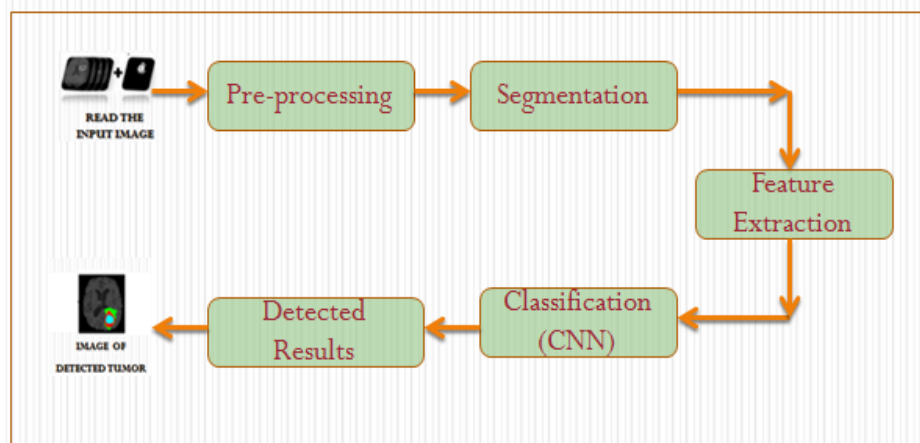 Pre-processing
Segmentation
READ THE
INPUT IMAGE
Feature
Extraction
Classification
(CNN)
Detected
Results
IMAGE OF
DETECTED TUMOR